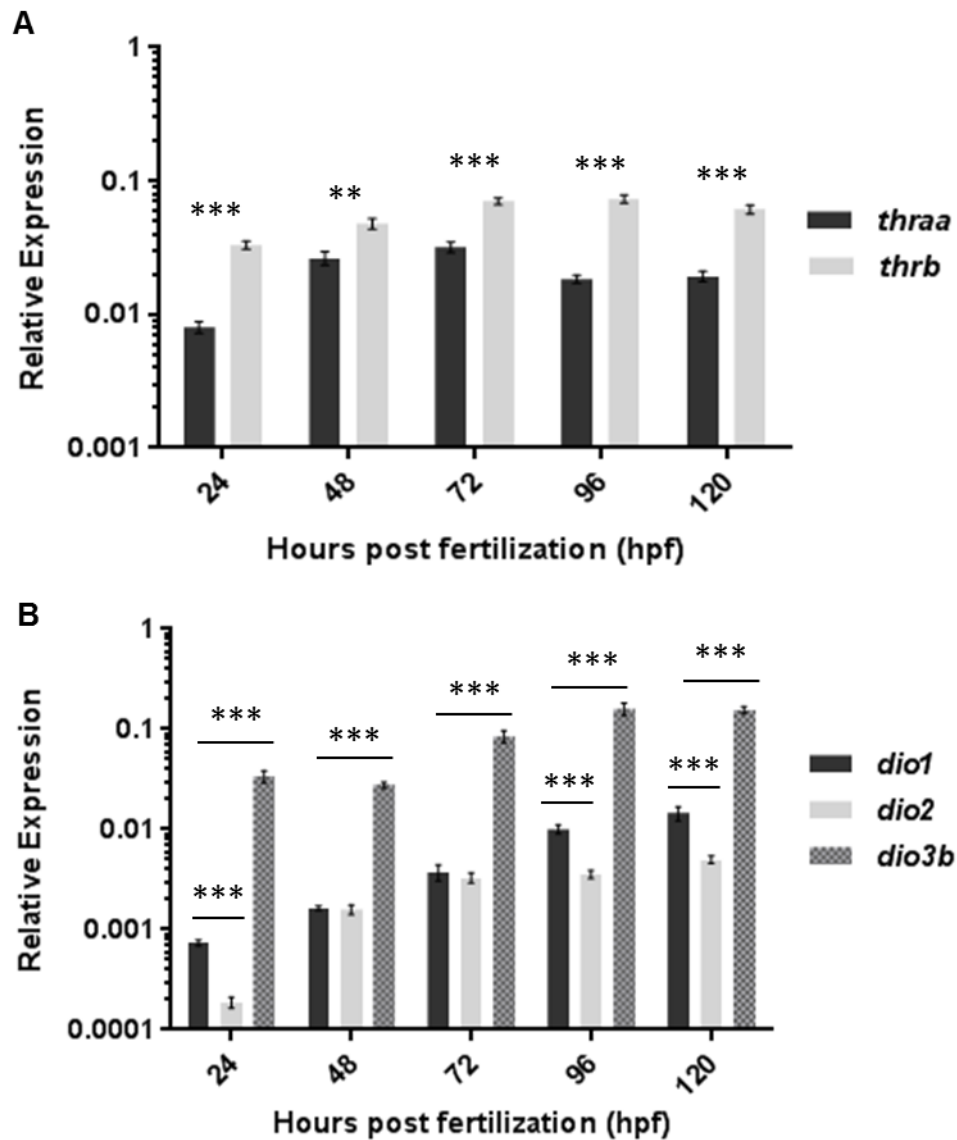 A
1
0.1
0.01
0.001
Relative Expression
*** ** *** *** ***
24 48 72 96 120
Hours post fertilization (hpf)
thraa
thrb
B
1
0.1
0.01
0.001
0.0001
Relative Expression
*** *** *** *** ***
*** *** ***
24 48 72 96 120
Hours post fertilization (hpf)
dio1
dio2
dio3b